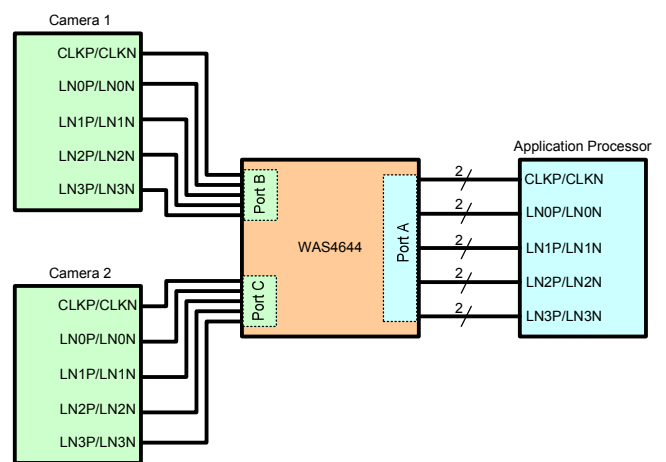 Camera 1
CLKP/CLKN
LN0P/LN0N
LN1P/LN1N
LN2P/LN2N
LN3P/LN3N
Port B
Camera 2
CLKP/CLKN
LN0P/LN0N
LN1P/LN1N
LN2P/LN2N
LN3P/LN3N
Port C
WAS4644
Port A
Application Processor
2
CLKP/CLKN
2
LN0P/LN0N
2
LN1P/LN1N
2
LN2P/LN2N
2
LN3P/LN3N